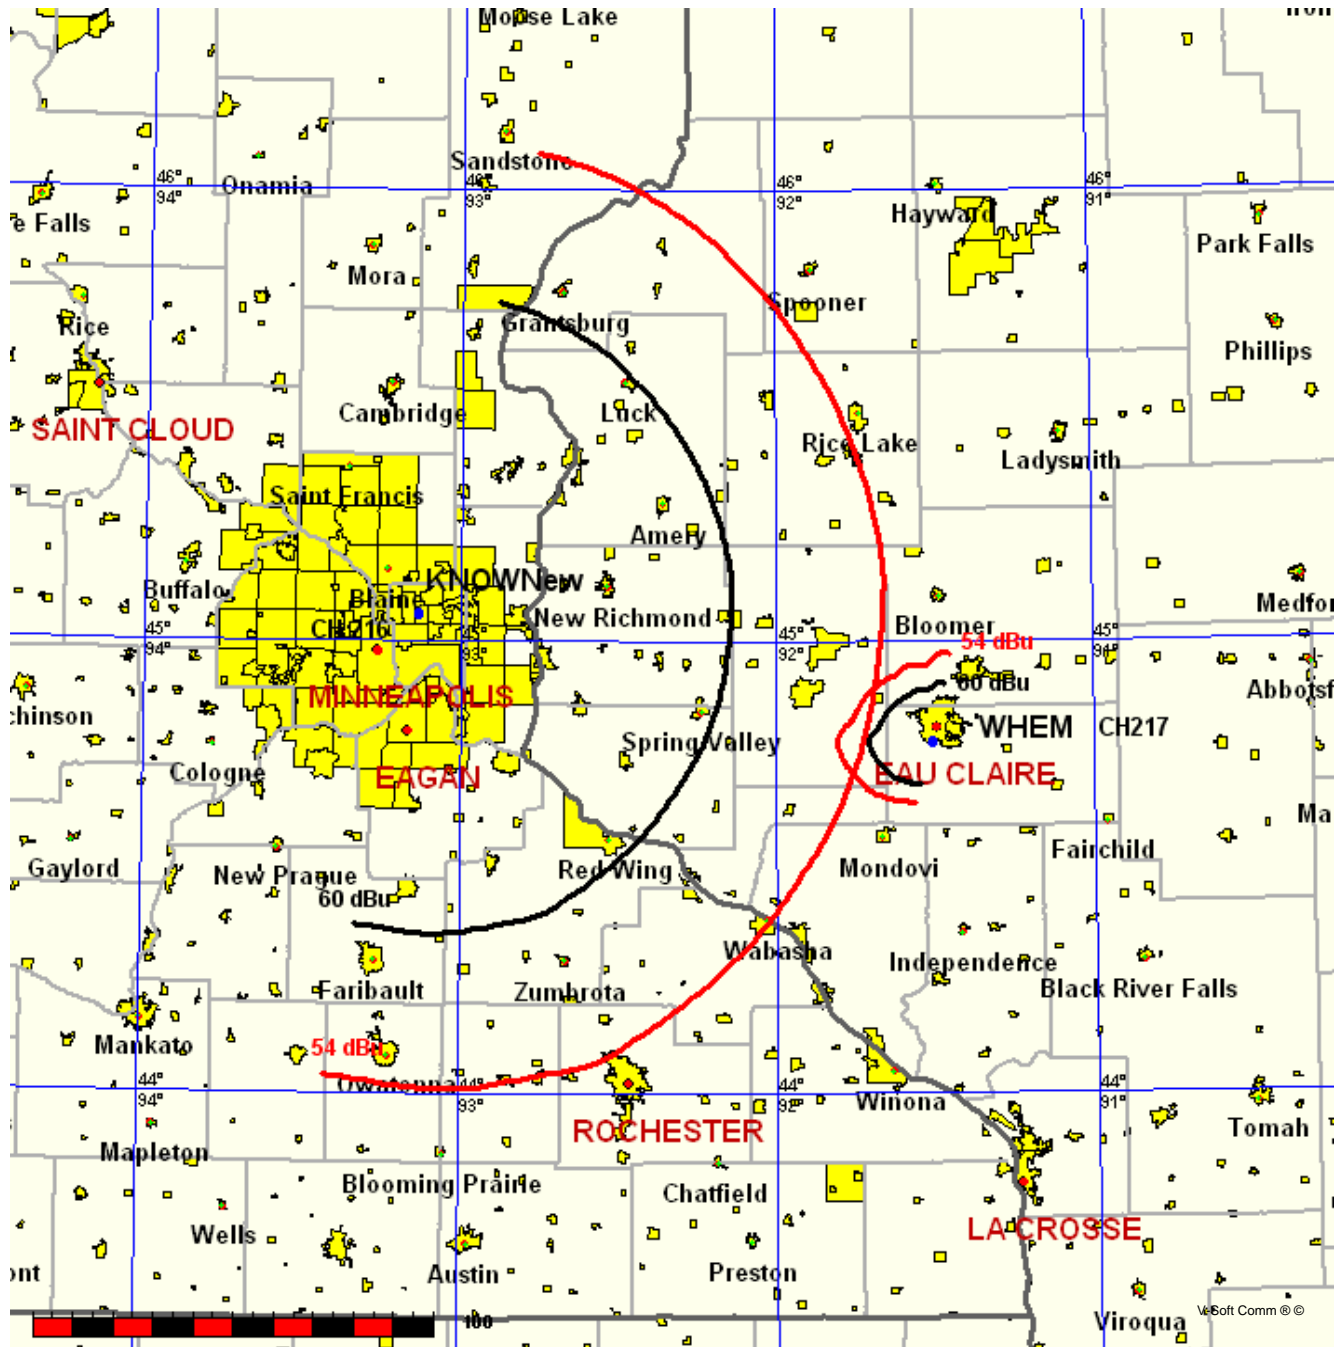 Moose Lake
Sandstone
46°
94°
Onamia
46°
93°
46°
92°
46°
91°
Hayward
Park Falls
e Falls
Mora
Spooner
Rice
Grantsburg
Phillips
SAINT CLOUD
Cambridge
Luck
Rice Lake
Ladysmith
Saint Francis
Amery
Buffalo
KNOWNew
Blaine
New Richmond
Medfor
CH216
Bloomer
45°
94°
45°
93°
45°
92°
45°
91°
54 dBu
60 dBu
MINNEAPOLIS
Abbotsf
chinson
WHEM
CH217
Spring Valley
Cologne
EAGAN
EAU CLAIRE
Ma
Gaylord
New Prague
Red Wing
Mondovi
Fairchild
60 dBu
Wabasha
Independence
Faribault
Zumbrota
Black River Falls
Mankato
54 dBu
Owatonna
44°
94°
44°
93°
44°
92°
44°
91°
Winona
Mapleton
ROCHESTER
Tomah
Blooming Prairie
Chatfield
Wells
LA CROSSE
ont
Austin
Preston
100
V-Soft Comm ® ©
Viroqua